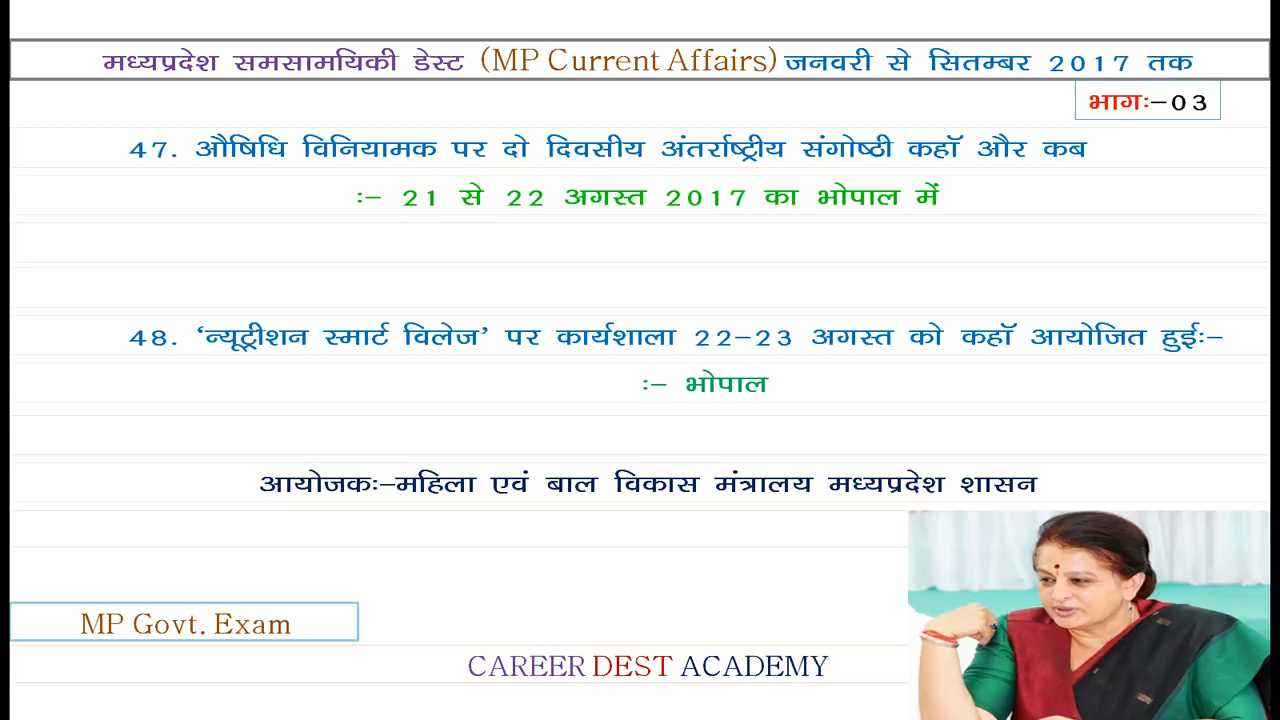 मध्यप्रदेश समसामयिकी डेस्ट (MP Current Affairs) जनवरी से सितम्बर 2017 तक
भागः–03
47. औषिधि विनियामक पर दो दिवसीय अंतर्राष्ट्रीय संगोष्ठी कहॉ और कब
ः– 21 से 22 अगस्त 2017 का भोपाल में
48. ‘न्यूट्रीशन स्मार्ट विलेज’ पर कार्यशाला 22–23 अगस्त को कहॉ आयोजित हुईः–
ः– भोपाल
आयोजकः–महिला एवं बाल विकास मंत्रालय मध्यप्रदेश शासन
MP Govt. Exam
CAREER DEST ACADEMY